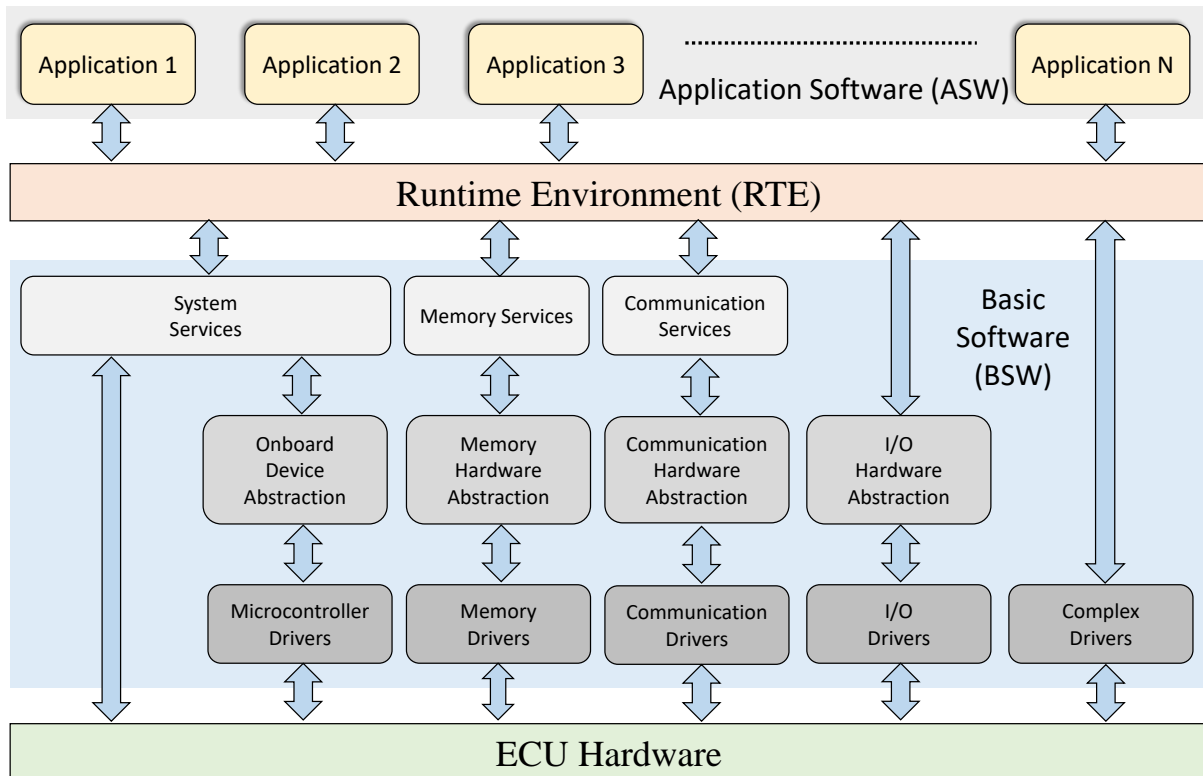 Application 1
Application 2
Application 3
Application N
Application Software (ASW)
Runtime Environment (RTE)
System
Services
Memory Services
Communication
Services
Basic
Software
(BSW)
Onboard
Device
Abstraction
Memory
Hardware
Abstraction
Communication
Hardware
Abstraction
I/O
Hardware
Abstraction
Microcontroller
Drivers
Memory
Drivers
Communication
Drivers
I/O
Drivers
Complex
Drivers
ECU Hardware